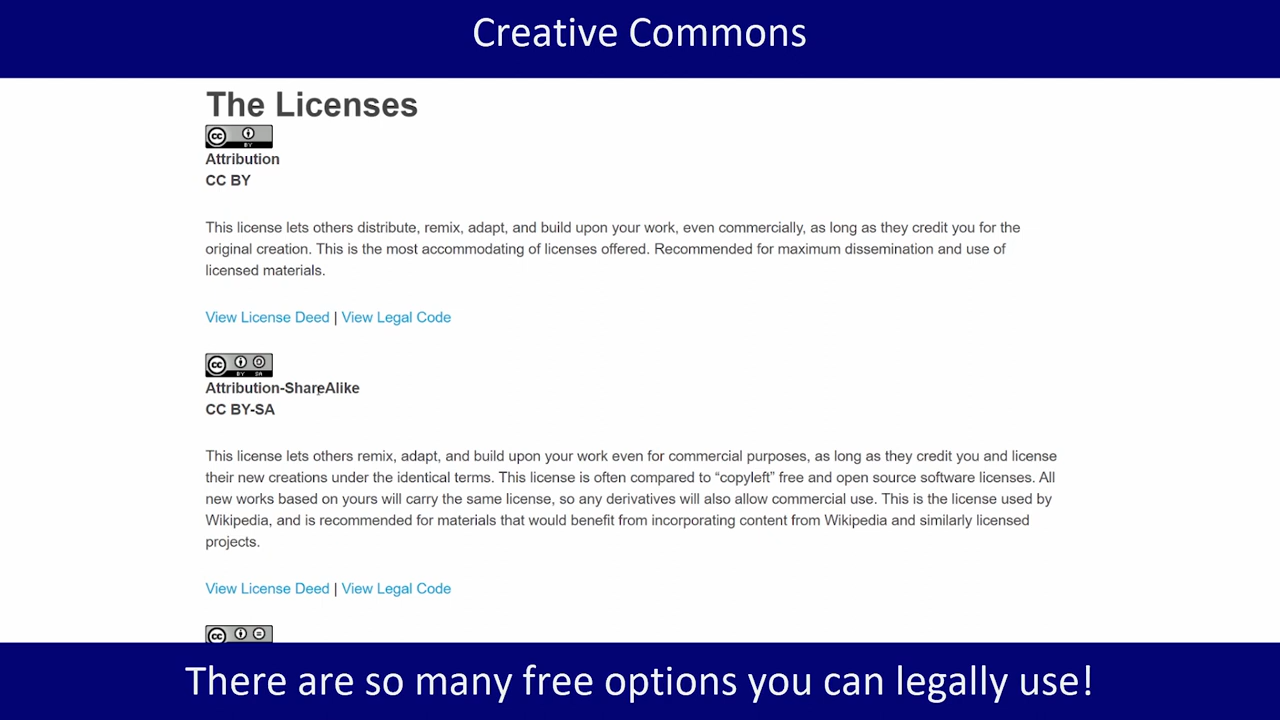 Creative Commons
The Licenses
cc
BY
Attribution
CC BY
This license lets others distribute, remix, adapt, and build upon your work, even commercially, as long as they credit you for the
original creation. This is the most accommodating of licenses offered. Recommended for maximum dissemination and use of
licensed materials.
View License Deed | View Legal Code
cc
BY SA
Attribution-ShareAlike
CC BY-SA
This license lets others remix, adapt, and build upon your work even for commercial purposes, as long as they credit you and license
their new creations under the identical terms. This license is often compared to “copyleft” free and open source software licenses. All
new works based on yours will carry the same license, so any derivatives will also allow commercial use. This is the license used by
Wikipedia, and is recommended for materials that would benefit from incorporating content from Wikipedia and similarly licensed
projects.
View License Deed | View Legal Code
cc
There are so many free options you can legally use!